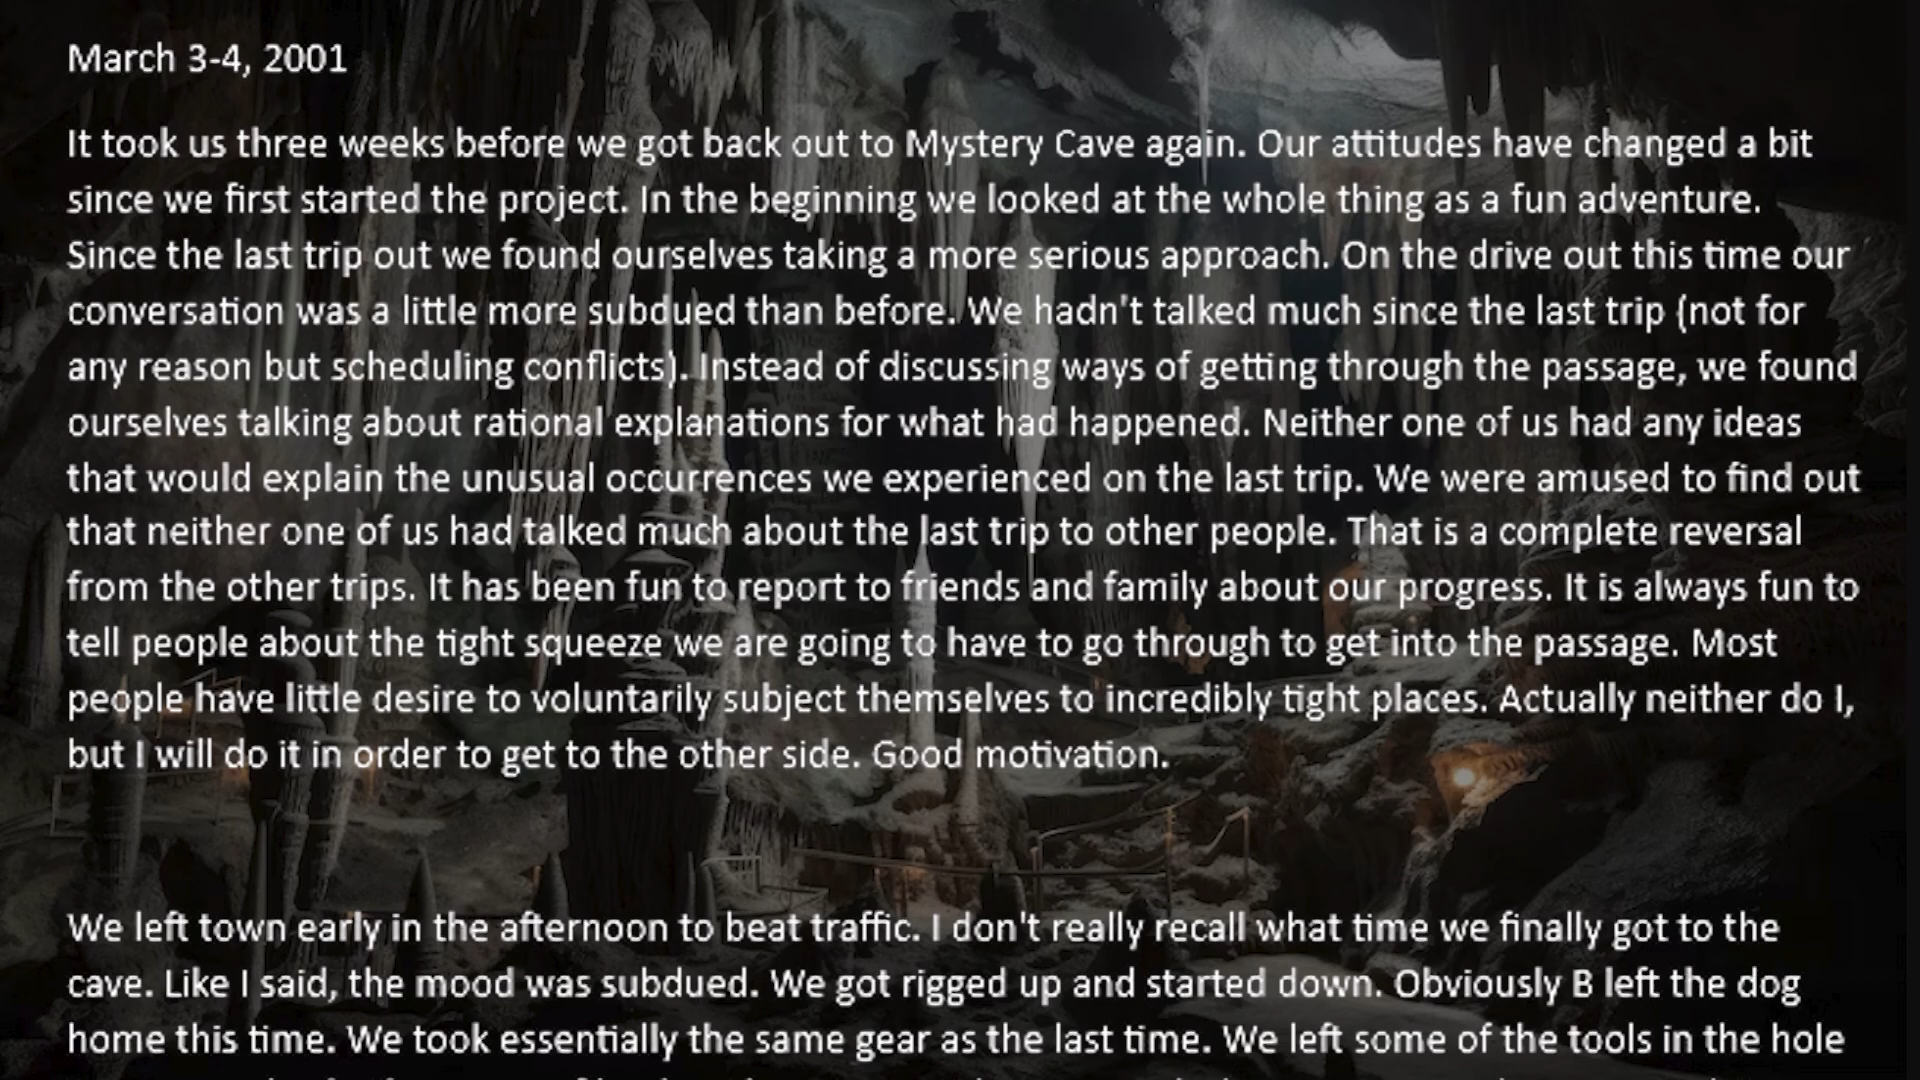 March 3-4, 2001
It took us three weeks before we got back out to Mystery Cave again. Our attitudes have changed a bit
since we first started the project. In the beginning we looked at the whole thing as a fun adventure.
Since the last trip out we found ourselves taking a more serious approach. On the drive out this time our
conversation was a little more subdued than before. We hadn't talked much since the last trip (not for
any reason but scheduling conflicts). Instead of discussing ways of getting through the passage, we found
ourselves talking about rational explanations for what had happened. Neither one of us had any ideas
that would explain the unusual occurrences we experienced on the last trip. We were amused to find out
that neither one of us had talked much about the last trip to other people. That is a complete reversal
from the other trips. It has been fun to report to friends and family about our progress. It is always fun to
tell people about the tight squeeze we are going to have to go through to get into the passage. Most
people have little desire to voluntarily subject themselves to incredibly tight places. Actually neither do I,
but I will do it in order to get to the other side. Good motivation.
We left town early in the afternoon to beat traffic. I don't really recall what time we finally got to the
cave. Like I said, the mood was subdued. We got rigged up and started down. Obviously B left the dog
home this time. We took essentially the same gear as the last time. We left some of the tools in the hole